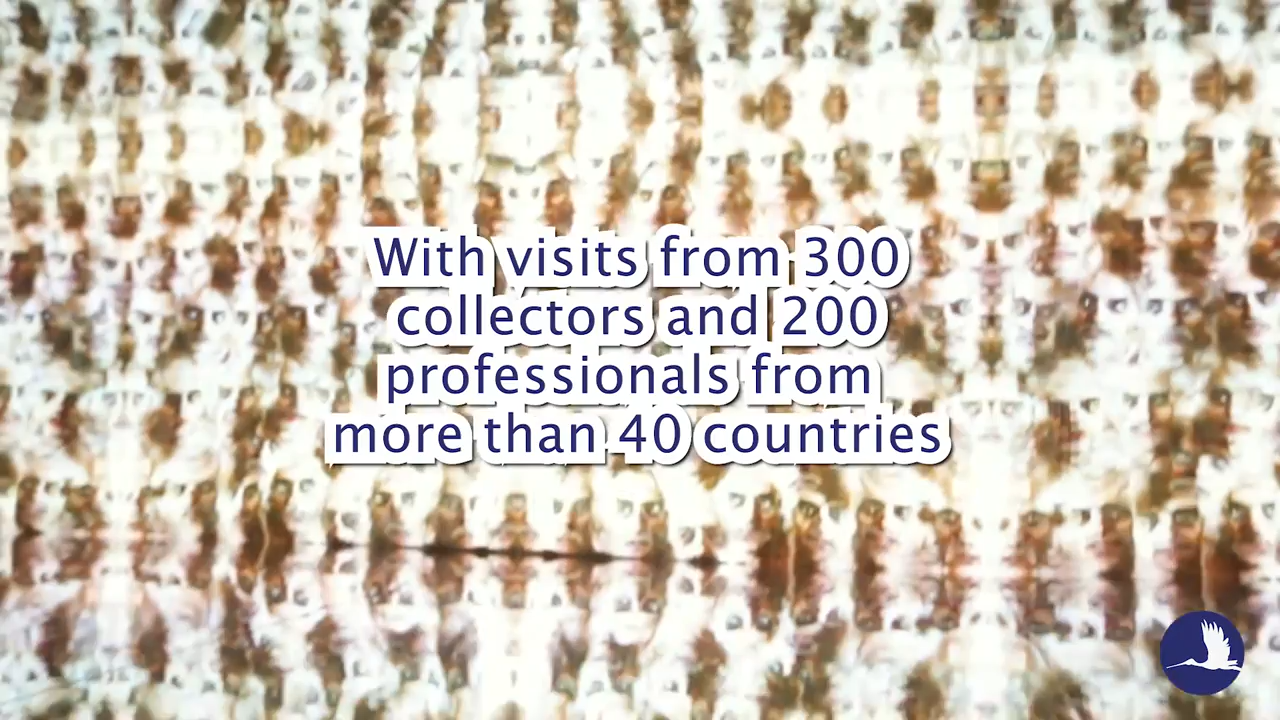 With visits from 300
collectors and 200
professionals from
more than 40 countries